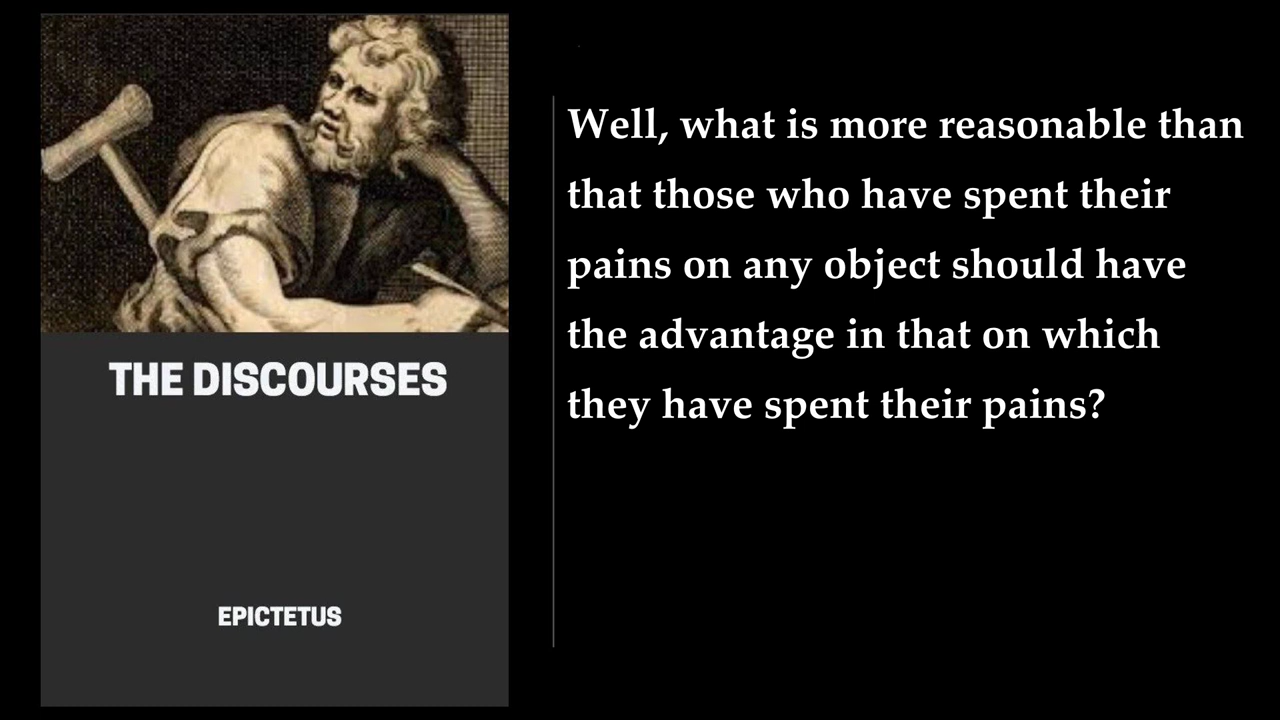 THE DISCOURSES
EPICTETUS
Well, what is more reasonable than
that those who have spent their
pains on any object should have
the advantage in that on which
they have spent their pains?